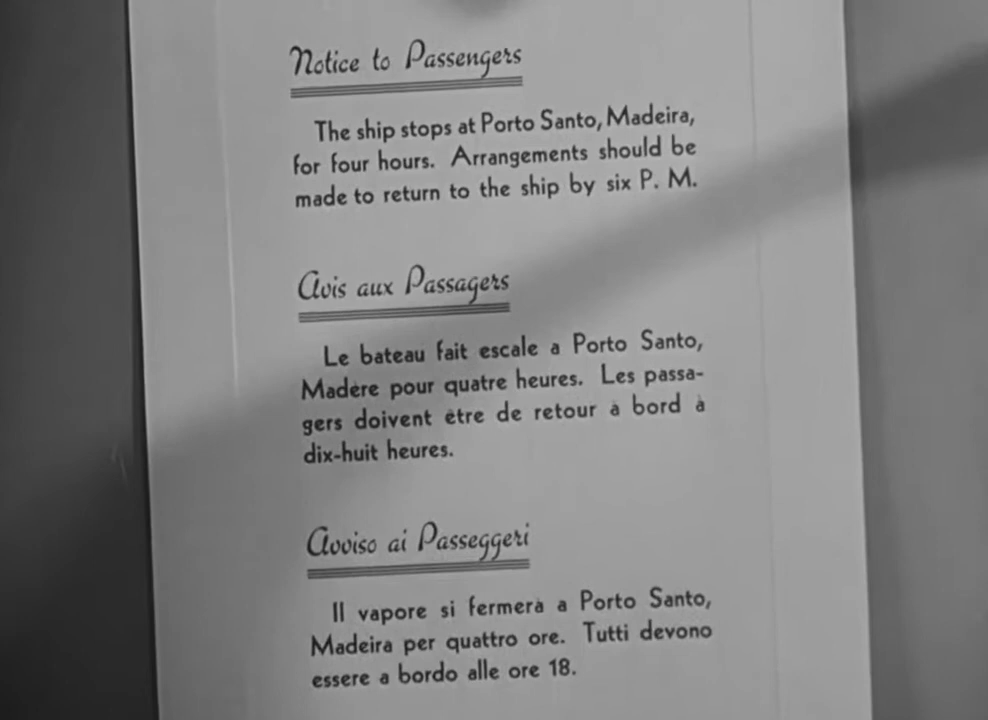 Notice to Passengers
The ship stops at Porto Santo, Madeira,
for four hours. Arrangements should be
made to return to the ship by six P. M.
Avis aux Passagers
Le bateau fait escale a Porto Santo,
Madère pour quatre heures. Les passa-
gers doivent être de retour à bord à
dix-huit heures.
Avviso ai Passeggeri
Il vapore si fermerà a Porto Santo,
Madeira per quattro ore. Tutti devono
essere a bordo alle ore 18.